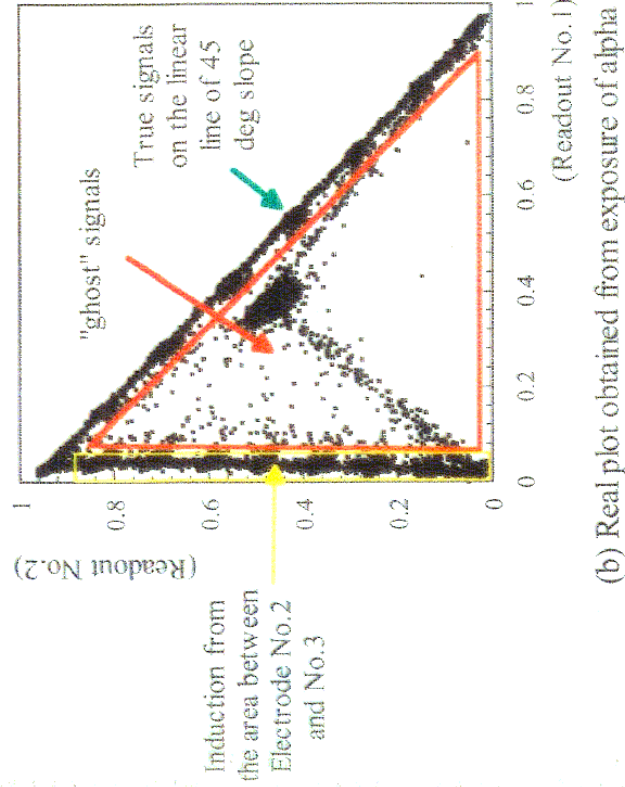 "ghost" signals
True signals
on the linear
line of 45
deg slope
Induction from
the area between
Electrode No.2
and No.3
(Readout No.2)
1
0.8
0.6
0.4
0.2
0
0
0.2
0.4
0.6
0.8
1
(Readout No.1)
(b) Real plot obtained from exposure of alpha